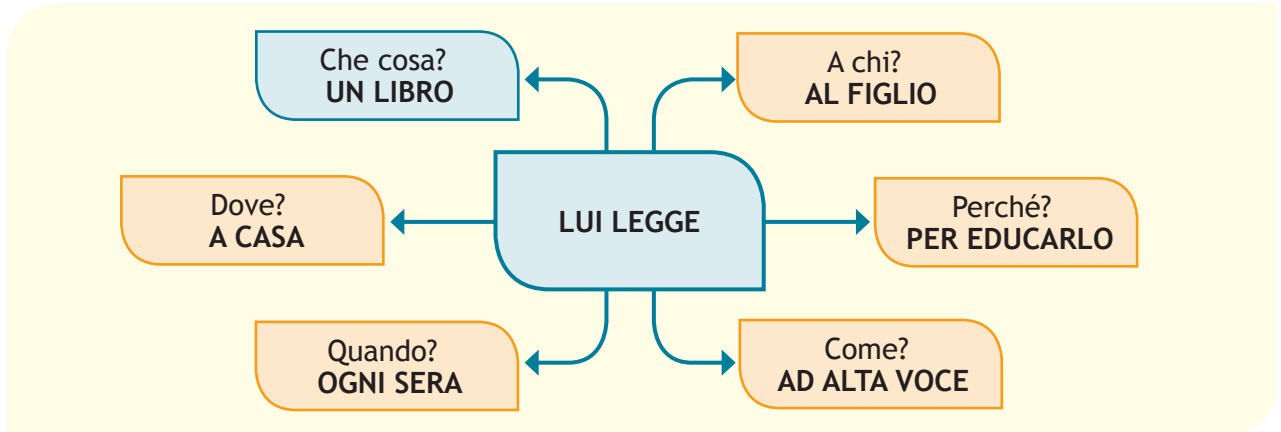 Che cosa?
UN LIBRO
A chi?
AL FIGLIO
Dove?
A CASA
LUI LEGGE
Perché?
PER EDUCARLO
Quando?
OGNI SERA
Come?
AD ALTA VOCE